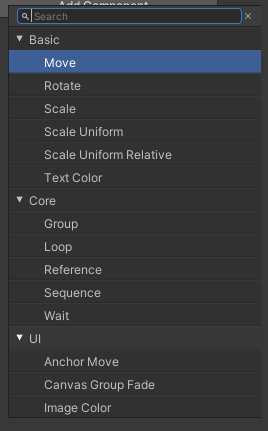 Add Component
Search
Basic
Move
Rotate
Scale
Scale Uniform
Scale Uniform Relative
Text Color
Core
Group
Loop
Reference
Sequence
Wait
UI
Anchor Move
Canvas Group Fade
Image Color